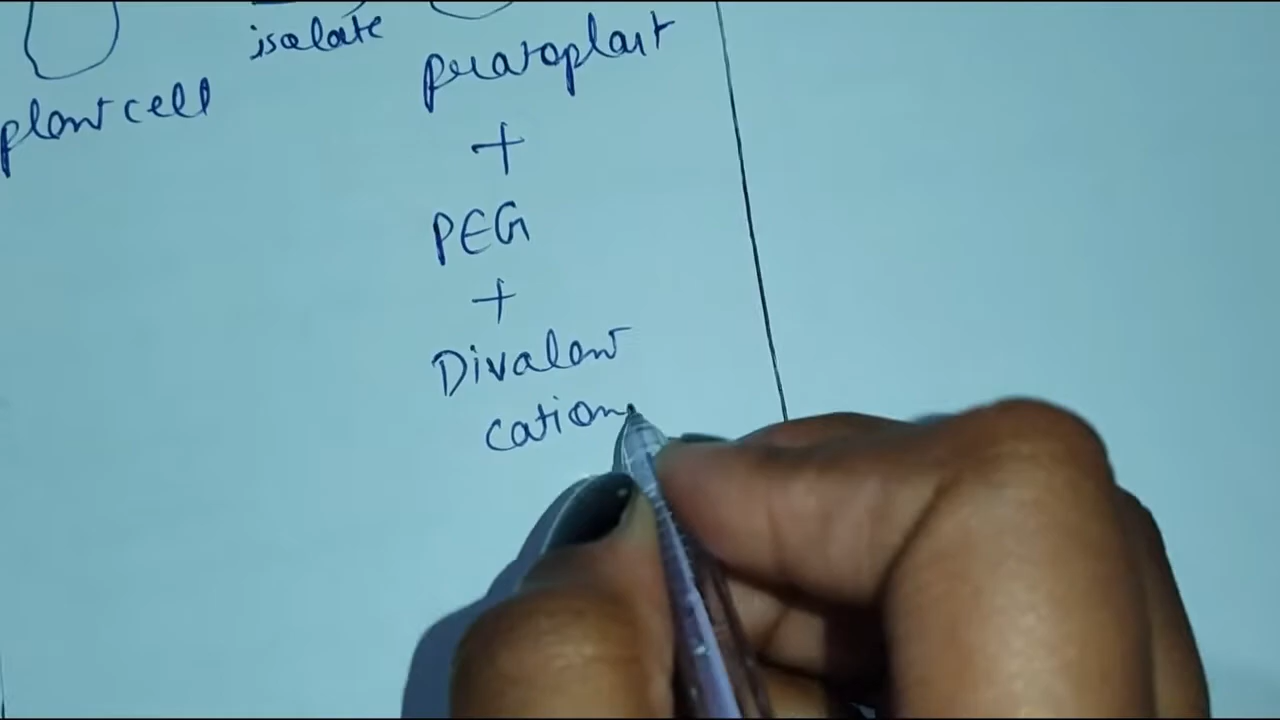 isolate
protoplast
plant cell
+
PEG
+
Divalent
cation